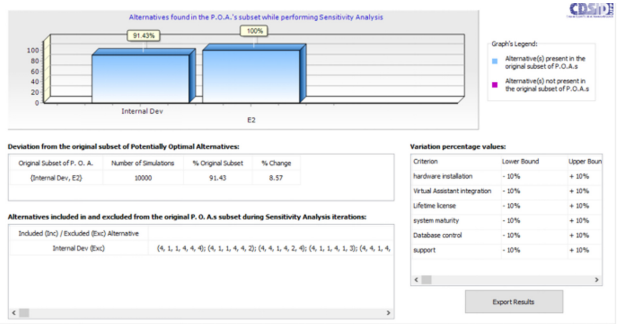 Alternatives found in the P.O.A.'s subset while performing Sensitivity Analysis
CDSID
91.43%
100%
100
80
60
40
20
0
Internal Dev
E2
Graph's Legend:
Alternative(s) present in the
original subset of P.O.A.s
Alternative(s) not present in
the original subset of P.O.A.s
Deviation from the original subset of Potentially Optimal Alternatives:
Original Subset of P. O. A. Number of Simulations % Original Subset % Change
{Internal Dev, E2} 10000 91.43 8.57
Variation percentage values:
Criterion Lower Bound Upper Boun
hardware installation - 10% + 10%
Virtual Assistant integration - 10% + 10%
Lifetime license - 10% + 10%
system maturity - 10% + 10%
Database control - 10% + 10%
support - 10% + 10%
Alternatives included in and excluded from the original P. O. A.s subset during Sensitivity Analysis iterations:
Included (Inc) / Excluded (Exc) Alternative
Internal Dev (Exc) (4, 1, 1, 4, 4, 4); (4, 1, 1, 4, 4, 2); (4, 4, 1, 4, 2, 4); (4, 1, 1, 4, 1, 3); (4, 4, 1, 4,
Export Results